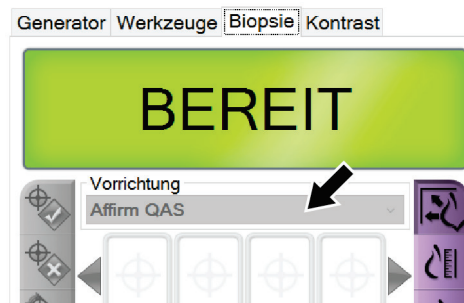 Generator Werkzeuge Biopsie Kontrast
BEREIT
Vorrichtung
Affirm QAS